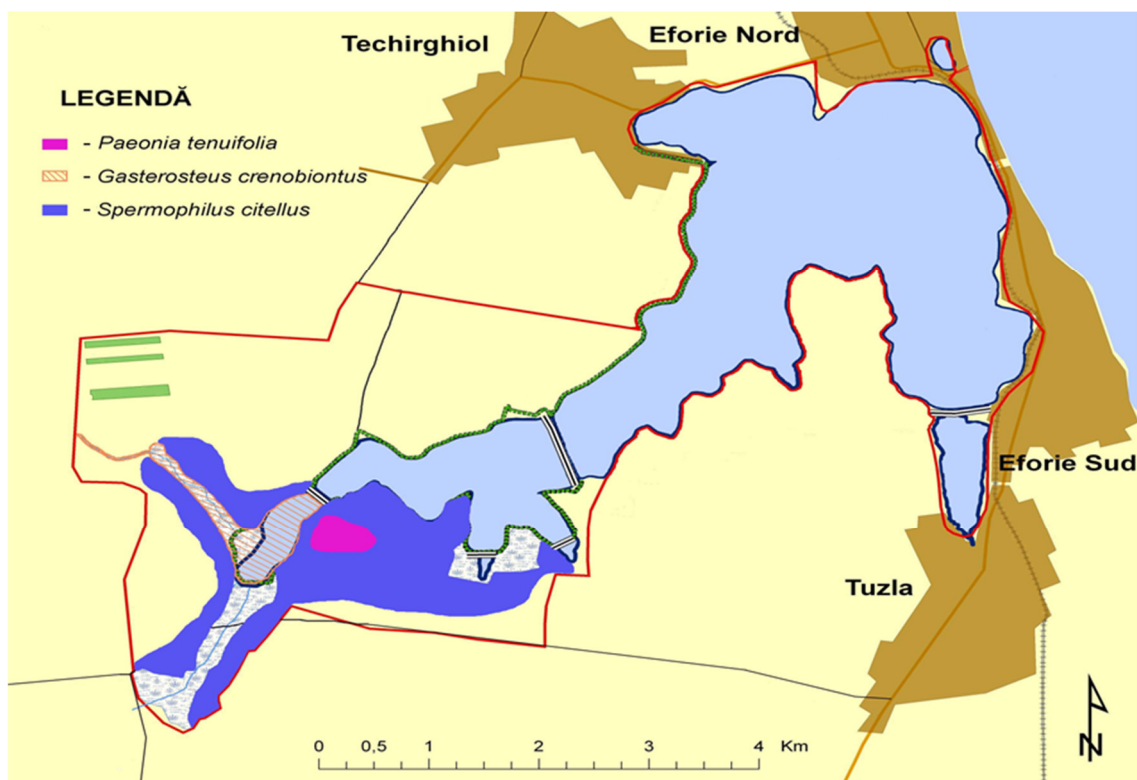 Techirghiol
Eforie Nord
LEGENDĂ
- Paeonia tenuifolia
- Gasterosteus crenobiontus
- Spermophilus citellus
Eforie Sud
Tuzla
0 0,5 1 2 3 4 Km
N